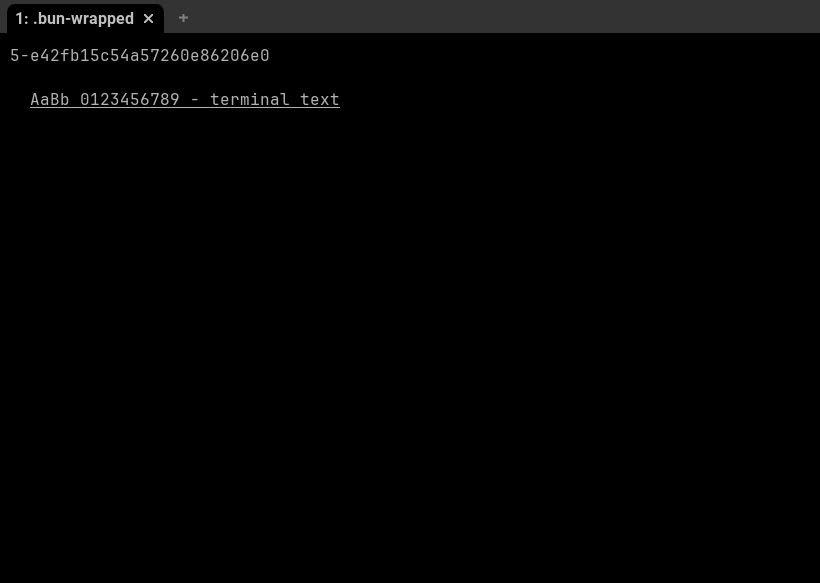 1: .bun-wrapped × +
5-e42fb15c54a57260e86206e0
AaBb 0123456789 - terminal text